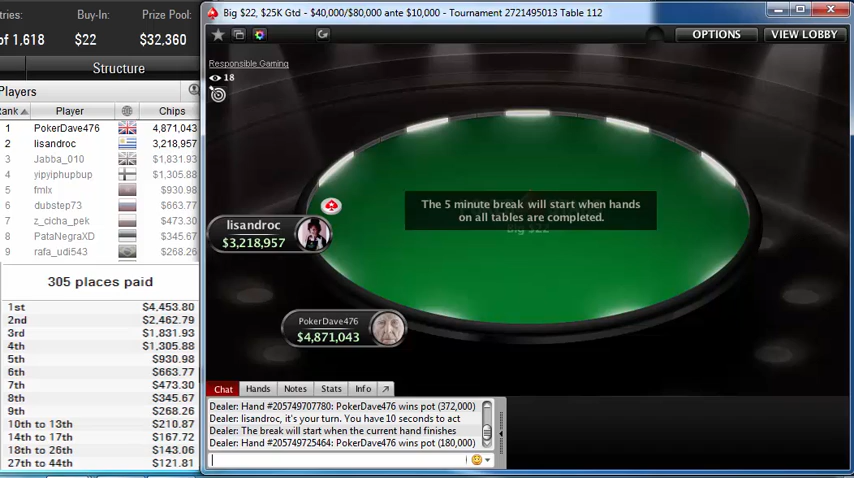 tries:
Buy-In:
Prize Pool:
of 1,618
$22
$32,360
Structure
Players
Rank
Player
Chips
1 PokerDave476 4,871,043
2 lisandroc 3,218,957
3 Jabba_010 $1,831.93
4 yipyiphupbup $1,305.88
5 fmlx $930.98
6 dubstep73 $663.77
7 z_cicha_pek $473.30
8 PataNegraXD $345.67
9 rafa_udi543 $268.26
305 places paid
1st $4,453.80
2nd $2,462.79
3rd $1,831.93
4th $1,305.88
5th $930.98
6th $663.77
7th $473.30
8th $345.67
9th $268.26
10th to 13th $210.87
14th to 17th $167.72
18th to 26th $143.06
27th to 44th $121.81
Big $22, $25K Gtd - $40,000/$80,000 ante $10,000 - Tournament 2721495013 Table 112
OPTIONS
VIEW LOBBY
Responsible Gaming
18
The 5 minute break will start when hands
on all tables are completed.
Big $22
lisandroc
$3,218,957
PokerDave476
$4,871,043
Chat Hands Notes Stats Info
Dealer: Hand #205749707780: PokerDave476 wins pot (372,000)
Dealer: lisandroc, it's your turn. You have 10 seconds to act
Dealer: The break will start when the current hand finishes
Dealer: Hand #205749725464: PokerDave476 wins pot (180,000)